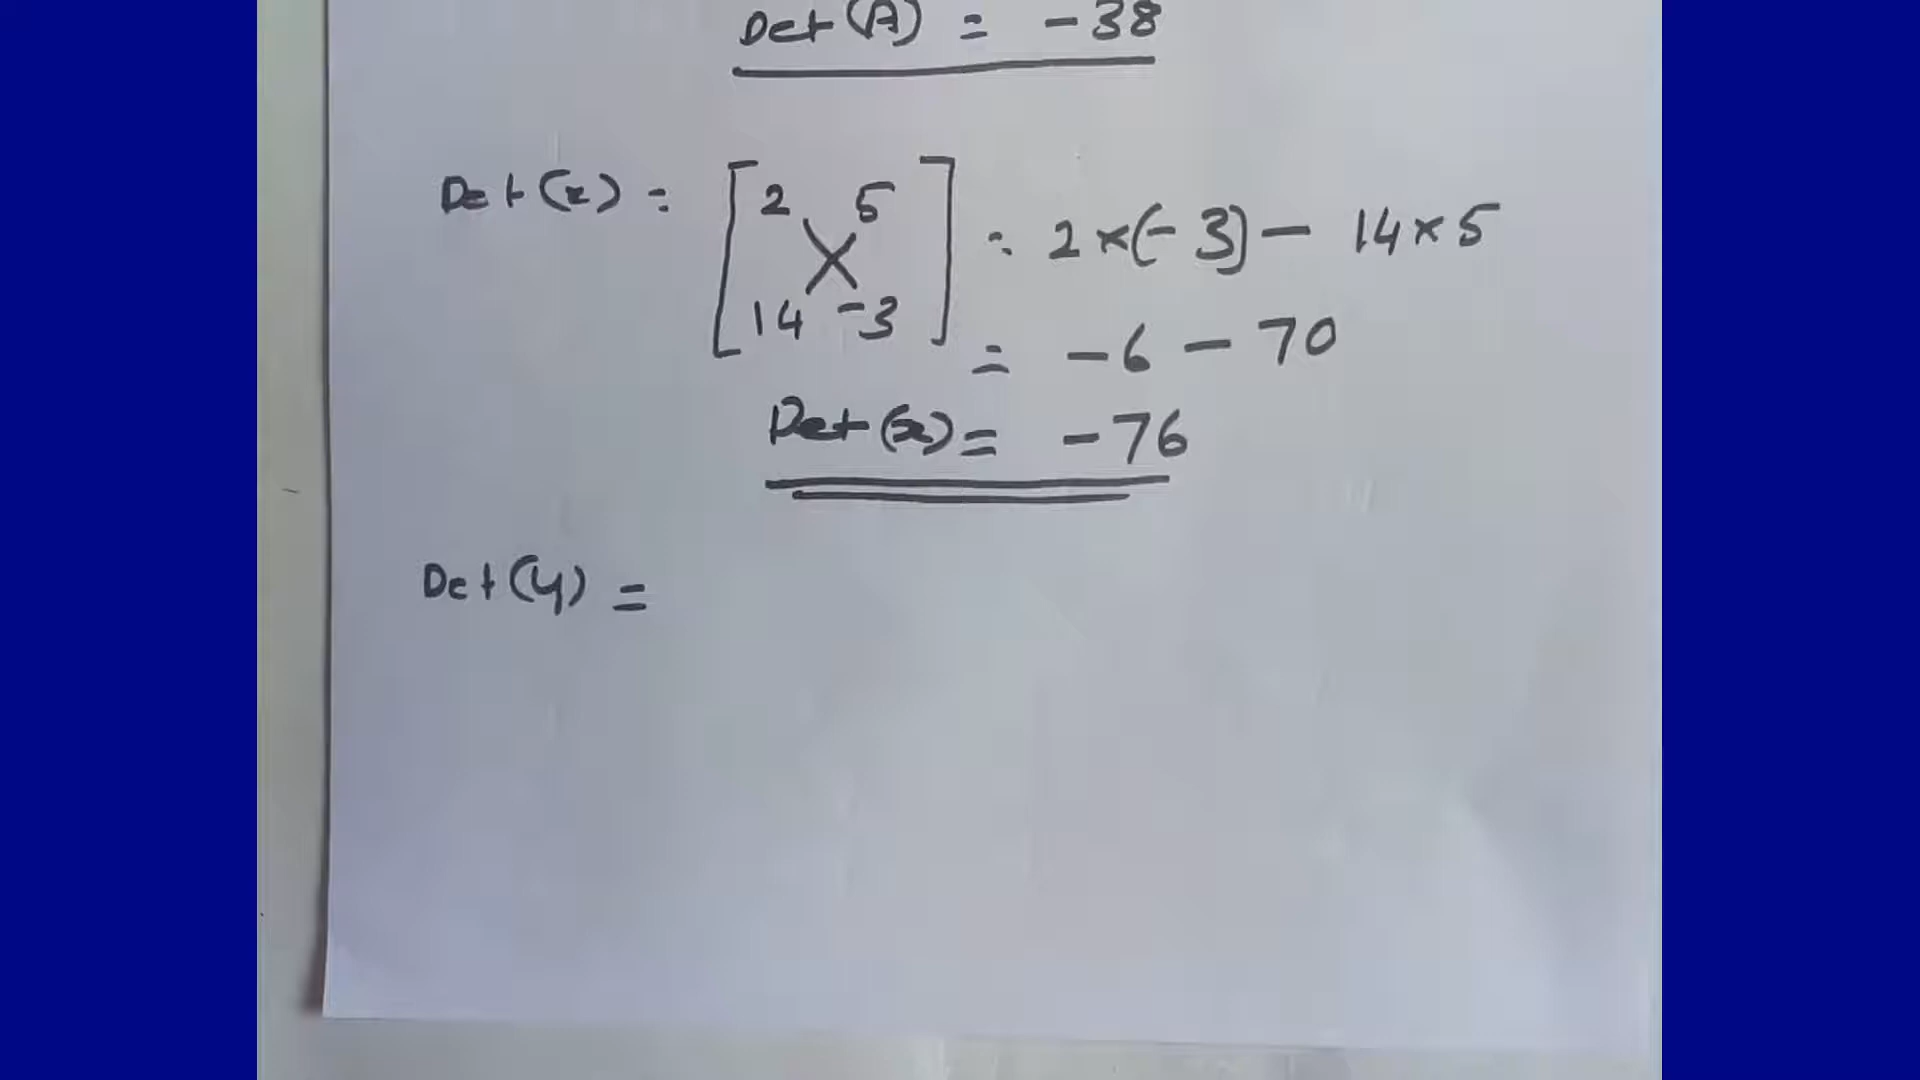 Det (A) = -38
Det (x) = [2 5
14 -3] = 2×(-3) - 14×5
= -6 - 70
Det (x) = -76
Det (y) =